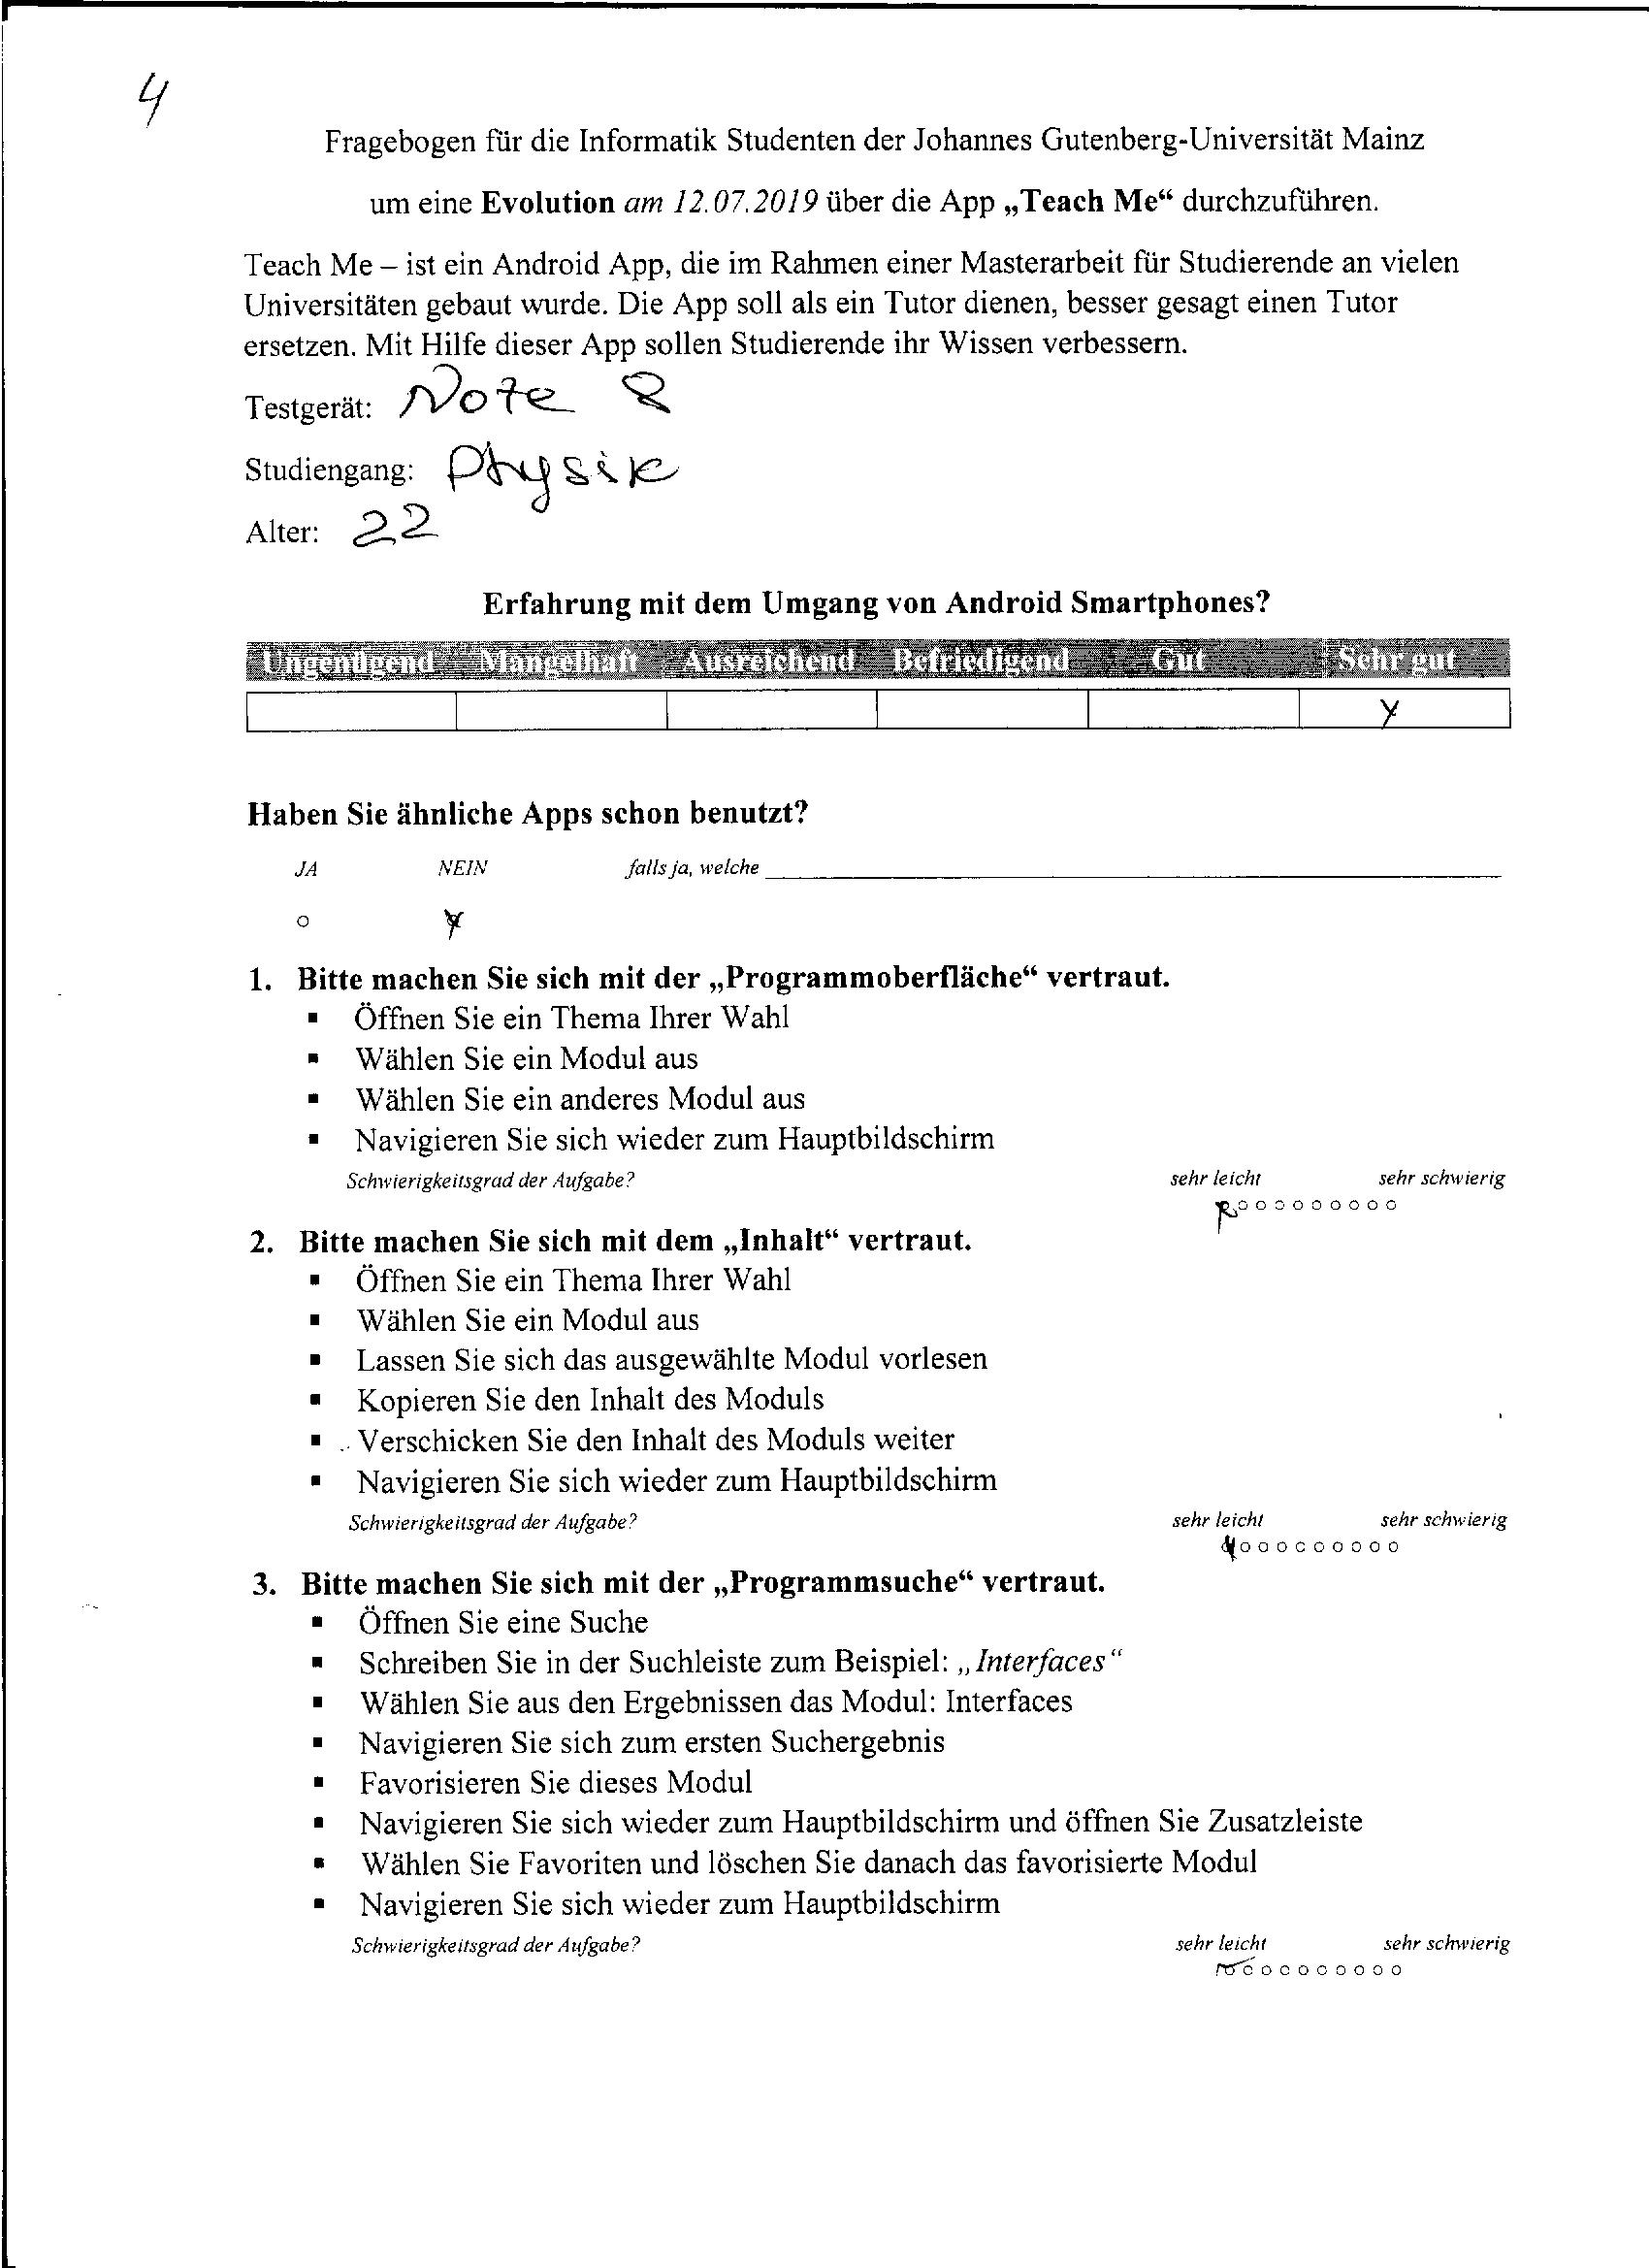 4
Fragebogen für die Informatik Studenten der Johannes Gutenberg-Universität Mainz
um eine Evolution am 12.07.2019 über die App „Teach Me“ durchzuführen.
Teach Me – ist ein Android App, die im Rahmen einer Masterarbeit für Studierende an vielen
Universitäten gebaut wurde. Die App soll als ein Tutor dienen, besser gesagt einen Tutor
ersetzen. Mit Hilfe dieser App sollen Studierende ihr Wissen verbessern.
Testgerät: Note 8
Studiengang: Physik
Alter: 22
Erfahrung mit dem Umgang von Android Smartphones?
Ungenügend Mangelhaft Ausreichend Befriedigend Gut Sehr gut
x
Haben Sie ähnliche Apps schon benutzt?
JA NEIN falls ja, welche
1. Bitte machen Sie sich mit der „Programmoberfläche“ vertraut.
▪ Öffnen Sie ein Thema Ihrer Wahl
▪ Wählen Sie ein Modul aus
▪ Wählen Sie ein anderes Modul aus
▪ Navigieren Sie sich wieder zum Hauptbildschirm
Schwierigkeitsgrad der Aufgabe? sehr leicht sehr schwierig
2. Bitte machen Sie sich mit dem „Inhalt“ vertraut.
▪ Öffnen Sie ein Thema Ihrer Wahl
▪ Wählen Sie ein Modul aus
▪ Lassen Sie sich das ausgewählte Modul vorlesen
▪ Kopieren Sie den Inhalt des Moduls
▪ Verschicken Sie den Inhalt des Moduls weiter
▪ Navigieren Sie sich wieder zum Hauptbildschirm
Schwierigkeitsgrad der Aufgabe? sehr leicht sehr schwierig
3. Bitte machen Sie sich mit der „Programmsuche“ vertraut.
▪ Öffnen Sie eine Suche
▪ Schreiben Sie in der Suchleiste zum Beispiel: „Interfaces“
▪ Wählen Sie aus den Ergebnissen das Modul: Interfaces
▪ Navigieren Sie sich zum ersten Suchergebnis
▪ Favorisieren Sie dieses Modul
▪ Navigieren Sie sich wieder zum Hauptbildschirm und öffnen Sie Zusatzleiste
▪ Wählen Sie Favoriten und löschen Sie danach das favorisierte Modul
▪ Navigieren Sie sich wieder zum Hauptbildschirm
Schwierigkeitsgrad der Aufgabe? sehr leicht sehr schwierig